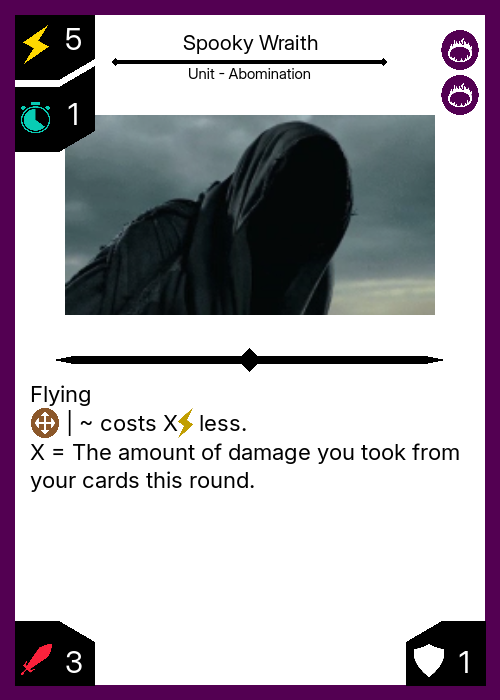 5
Spooky Wraith
Unit - Abomination
1
Flying
| ~ costs X less.
X = The amount of damage you took from
your cards this round.
3
1